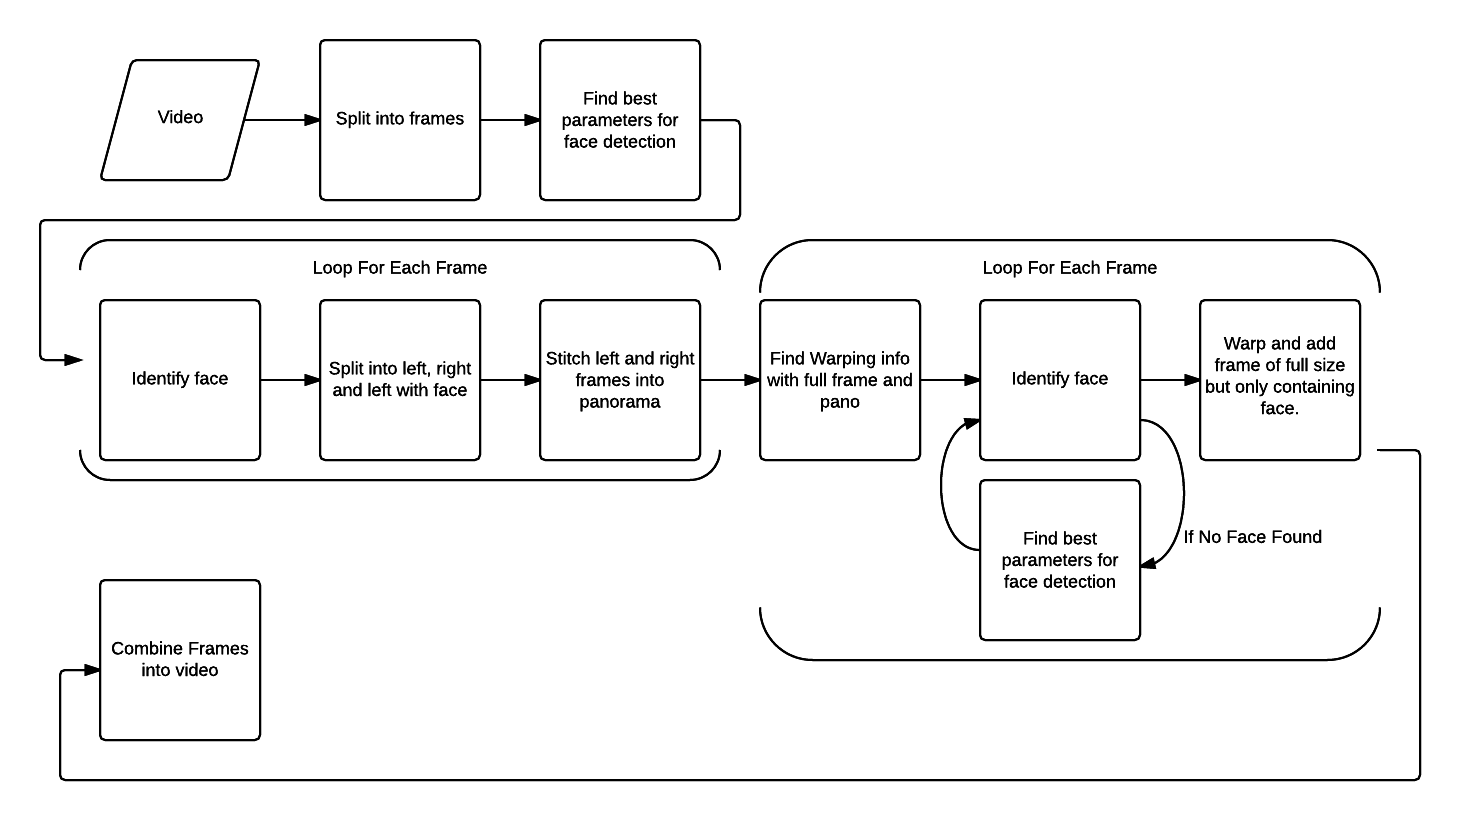 Video
Split into frames
Find best
parameters for
face detection
Loop For Each Frame
Identify face
Split into left, right
and left with face
Stitch left and right
frames into
panorama
Loop For Each Frame
Find Warping info
with full frame and
pano
Identify face
Warp and add
frame of full size
but only containing
face.
If No Face Found
Find best
parameters for
face detection
Combine Frames
into video